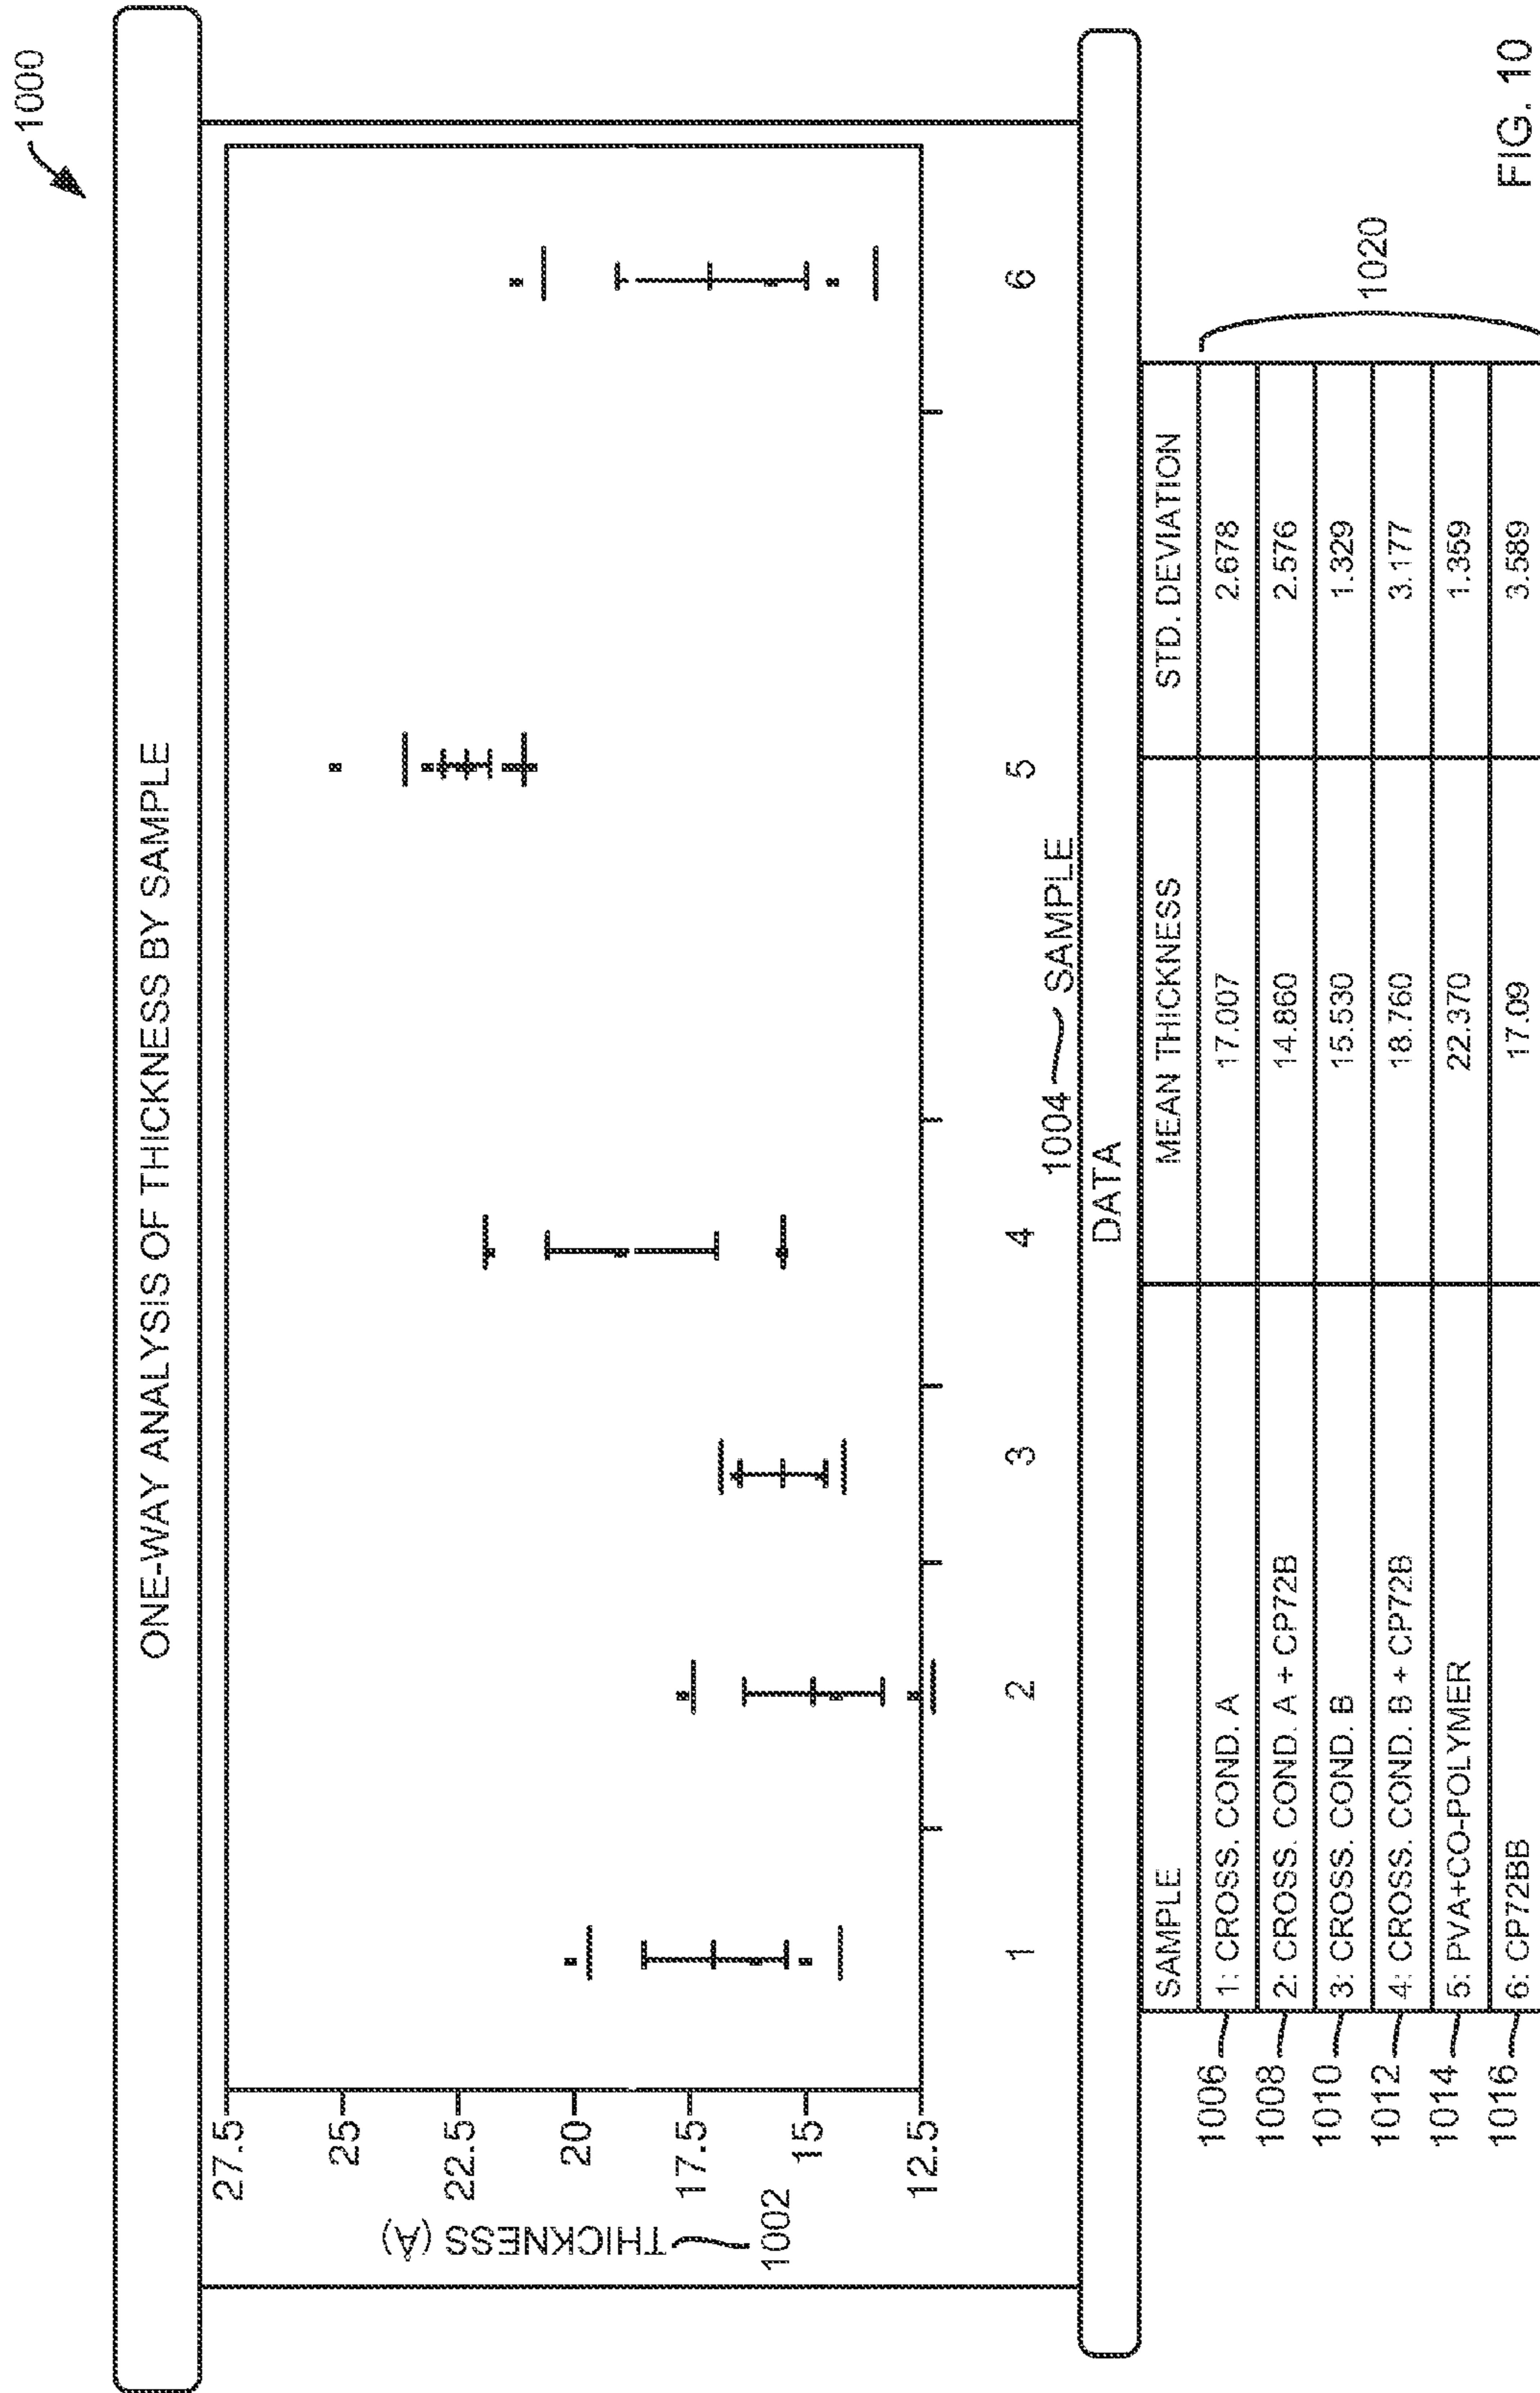 1000
ONE-WAY ANALYSIS OF THICKNESS BY SAMPLE
27.5
25
22.5
20
17.5
15
12.5
THICKNESS (Å)
1002
1 2 3 4 5 6
1004 SAMPLE
DATA
SAMPLE MEAN THICKNESS STD. DEVIATION
1006 1: CROSS. COND. A 17.007 2.678
1008 2: CROSS. COND. A + CP72B 14.860 2.576
1010 3: CROSS. COND. B 15.530 1.329
1012 4: CROSS. COND. B + CP72B 18.760 3.177
1014 5: PVA+CO-POLYMER 22.370 1.359
1016 6: CP72BB 17.09 3.589
1020
FIG. 10